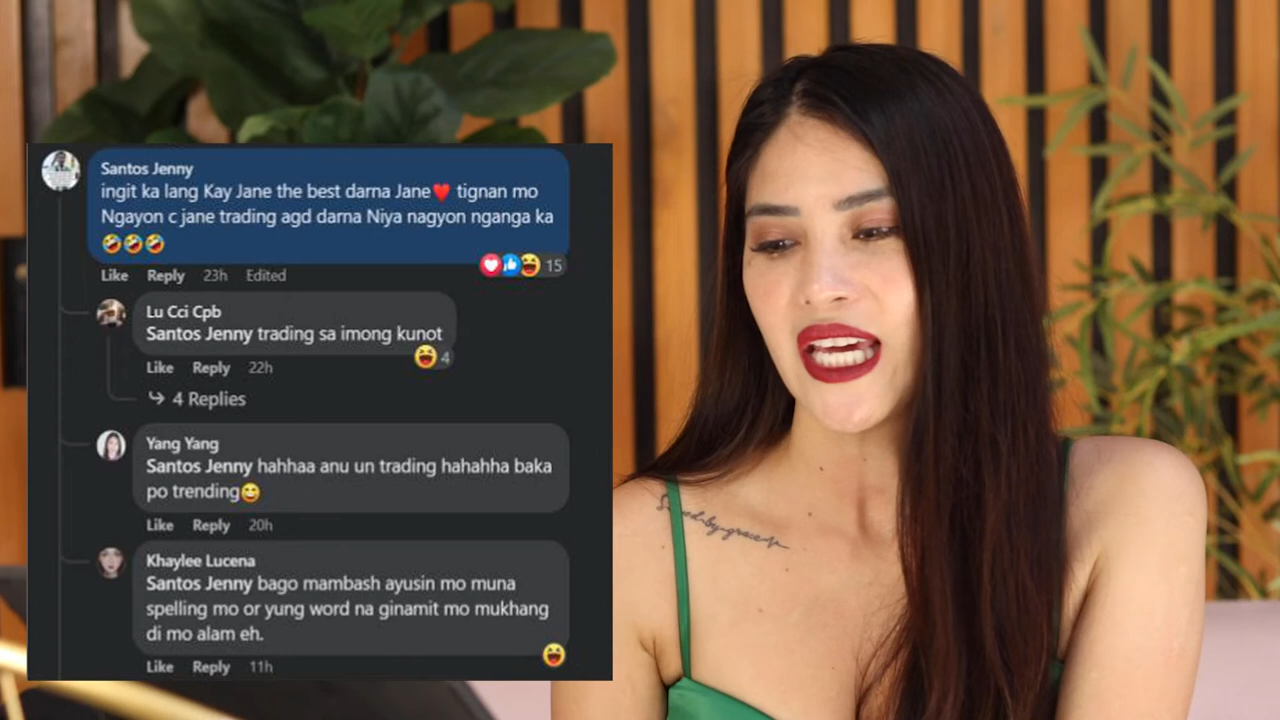 Santos Jenny
ingit ka lang Kay Jane the best darna Jane❤️ tignan mo
Ngayon c jane trading agd darna Niya nagyon nganga ka
🤣🤣🤣
Like Reply 23h Edited
15
Lu Cci Cpb
Santos Jenny trading sa imong kunot
4
Like Reply 22h
4 Replies
Yang Yang
Santos Jenny hahhaa anu un trading hahahha baka
po trending😄
Like Reply 20h
Khaylee Lucena
Santos Jenny bago mambash ayusin mo muna
spelling mo or yung word na ginamit mo mukhang
di mo alam eh.
Like Reply 11h
Saved by grace